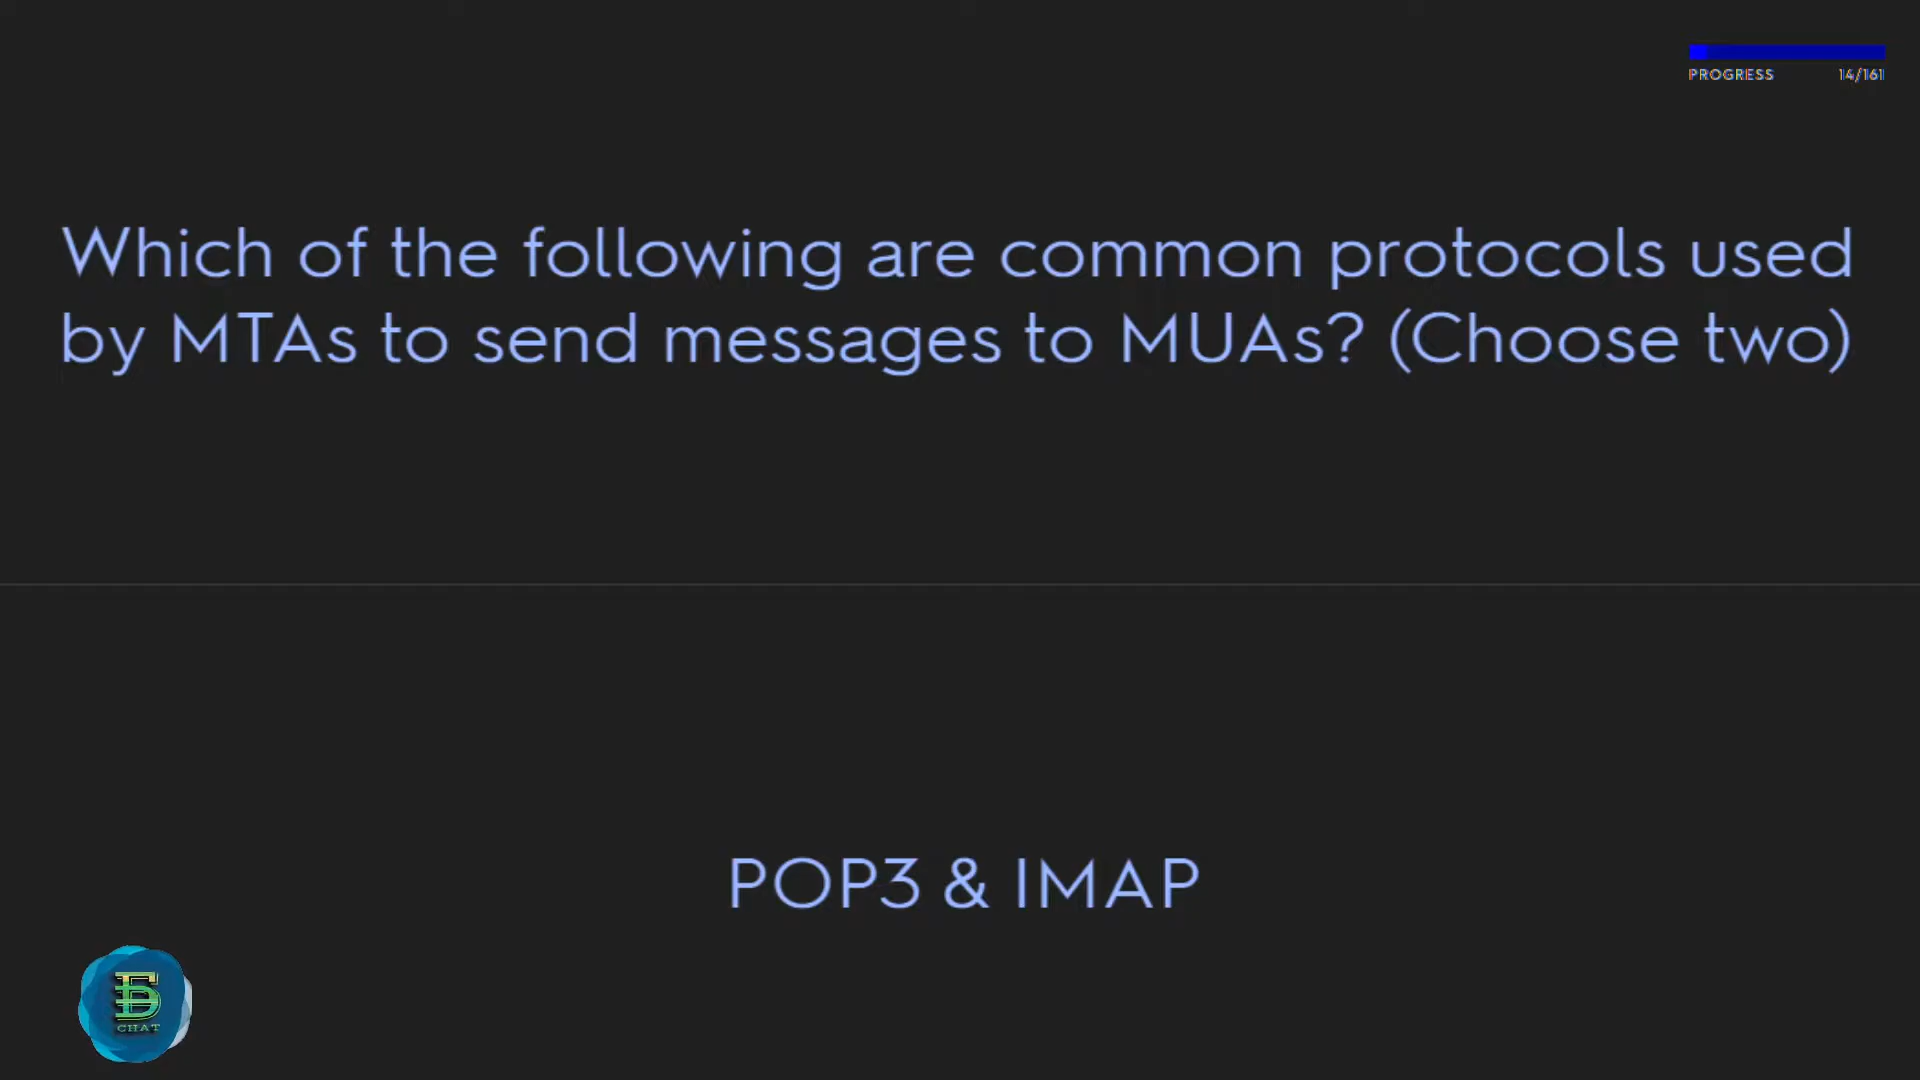 PROGRESS 14/161
Which of the following are common protocols used
by MTAs to send messages to MUAs? (Choose two)
POP3 & IMAP
CHAT